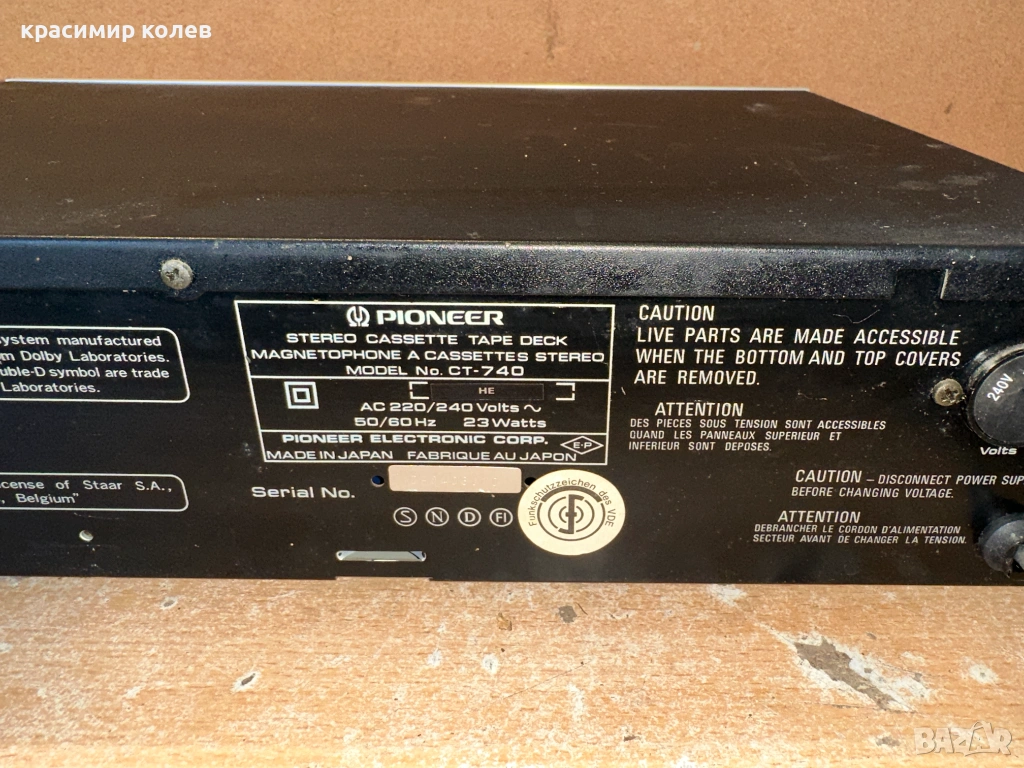 красимир колев
system manufactured
Dolby Laboratories.
ouble-D symbol are trade
Laboratories.
PIONEER
STEREO CASSETTE TAPE DECK
MAGNETOPHONE A CASSETTES STEREO
MODEL No. CT-740
HE
AC 220/240 Volts ~
50/60 Hz 23 Watts
PIONEER ELECTRONIC CORP.
E-P
MADE IN JAPAN FABRIQUE AU JAPON
CAUTION
LIVE PARTS ARE MADE ACCESSIBLE
WHEN THE BOTTOM AND TOP COVERS
ARE REMOVED.
ATTENTION
DES PIECES SOUS TENSION SONT ACCESSIBLES
QUAND LES PANNEAUX SUPERIEUR ET
INFERIEUR SONT DEPOSES.
240V
Volts
cense of Staar S.A.,
, Belgium"
Serial No.
S N D FI
Funkschutzzeichen des VDE
CAUTION – DISCONNECT POWER SUP
BEFORE CHANGING VOLTAGE.
ATTENTION
DEBRANCHER LE CORDON D'ALIMENTATION
SECTEUR AVANT DE CHANGER LA TENSION.
BAZAR